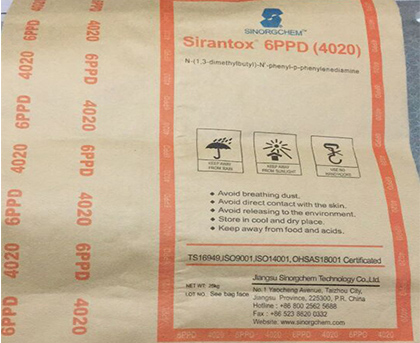 SINORGCHEM™
Sirantox 6PPD (4020)
N-(1,3-dimethylbutyl)-N'-phenyl-p-phenylenediamine
KEEP AWAY FROM RAIN
KEEP AWAY FROM SUNLIGHT
USE NO HANDHOOKS
Avoid breathing dust.
Avoid direct contact with the skin.
Avoid releasing to the environment.
Store in cool and dry place.
Keep away from food and acids.
TS16949,ISO9001,ISO14001,OHSAS18001 Certificated
Jiangsu Sinorgchem Technology Co.,Ltd.
NET WT. 25kg
No.1 Yaocheng Avenue, Taizhou City,
LOT NO. See bag face
Jiangsu Province, 225300, P.R. China
Hotline : +86 800 2562 5688
Fax : +86 523 8820 0332
Website: www.sinorgchem.com
6PPD 4020 6PPD 4020 6PPD
4020 6PPD 4020 6PPD 4020